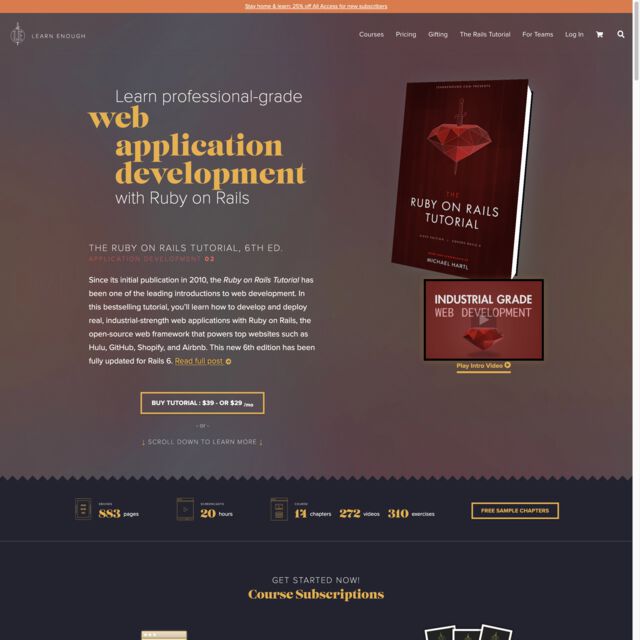 Stay home & learn: 25% off All Access for new subscribers
LEARN ENOUGH
Courses Pricing Gifting The Rails Tutorial For Teams Log In
Learn professional-grade
web
application
development
with Ruby on Rails
THE RUBY ON RAILS TUTORIAL, 6TH ED.
APPLICATION DEVELOPMENT 02
Since its initial publication in 2010, the Ruby on Rails Tutorial has
been one of the leading introductions to web development. In
this bestselling tutorial, you'll learn how to develop and deploy
real, industrial-strength web applications with Ruby on Rails, the
open-source web framework that powers top websites such as
Hulu, GitHub, Shopify, and Airbnb. This new 6th edition has been
fully updated for Rails 6. Read full post
BUY TUTORIAL : $39 - OR $29 /mo
- or -
↓ SCROLL DOWN TO LEARN MORE ↓
LEARNENOUGH.COM PRESENTS
THE
RUBY ON RAILS
TUTORIAL
MICHAEL HARTL
INDUSTRIAL GRADE
WEB DEVELOPMENT
Play Intro Video
883 pages
SCREENCASTS
20 hours
COURSE
14 chapters 272 videos 310 exercises
FREE SAMPLE CHAPTERS
GET STARTED NOW!
Course Subscriptions